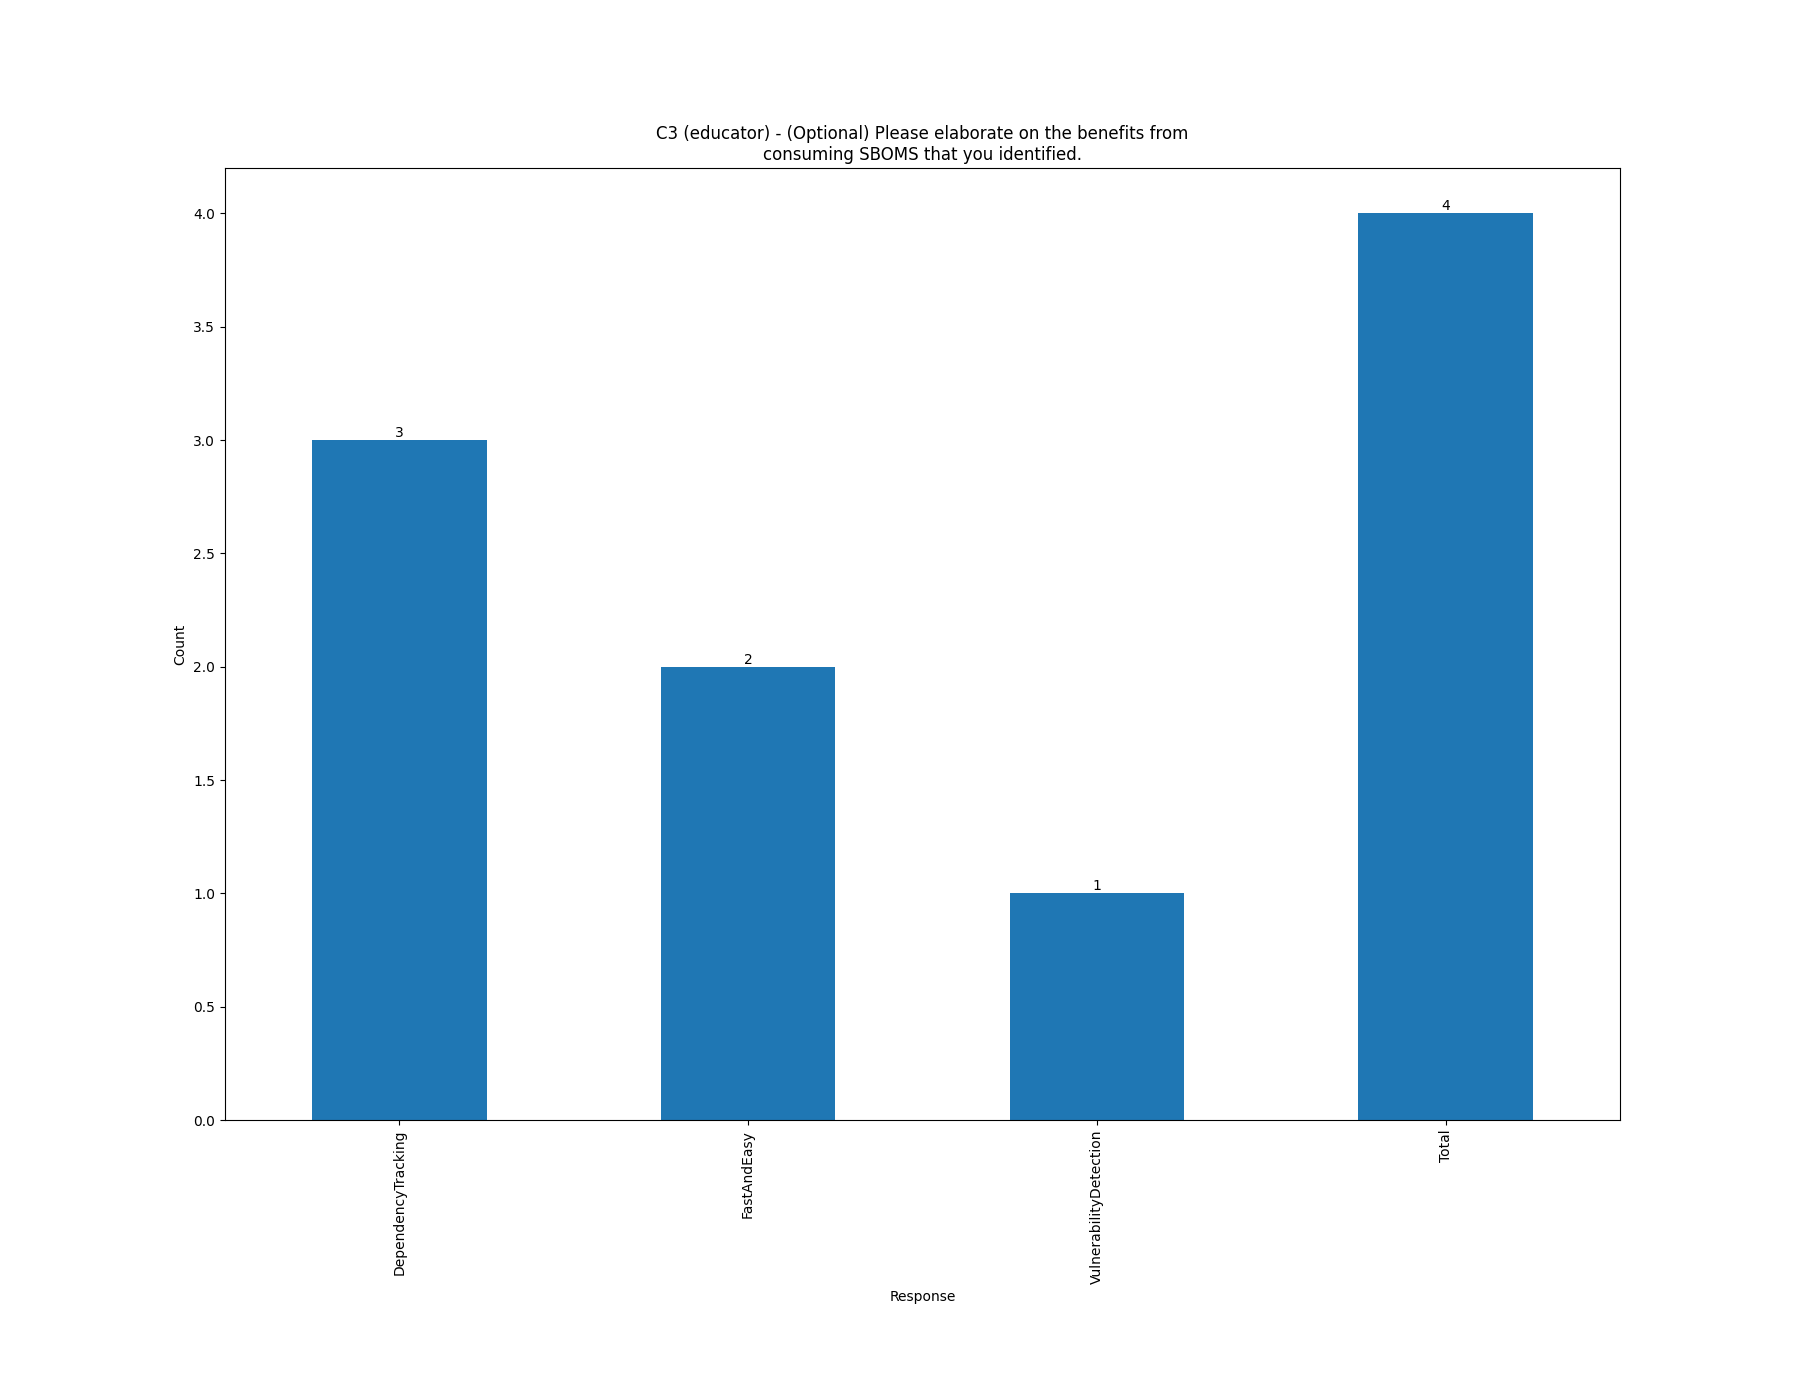 C3 (educator) - (Optional) Please elaborate on the benefits from
consuming SBOMS that you identified.
Count
4.0
3.5
3.0
2.5
2.0
1.5
1.0
0.5
0.0
3
2
1
4
DependencyTracking
FastAndEasy
VulnerabilityDetection
Total
Response